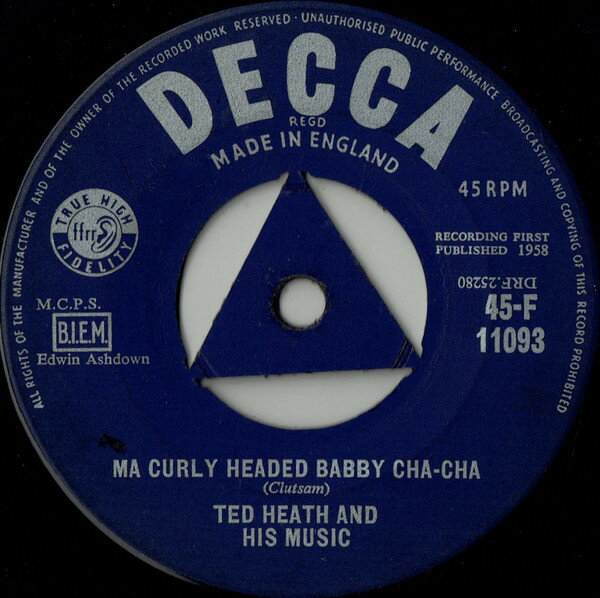 ALL RIGHTS OF THE MANUFACTURER AND OF THE OWNER OF THE RECORDED WORK RESERVED · UNAUTHORISED PUBLIC PERFORMANCE BROADCASTING AND COPYING OF THIS RECORD PROHIBITED
DECCA
REGD
MADE IN ENGLAND
45 RPM
TRUE HIGH
ffrr
FIDELITY
RECORDING FIRST
PUBLISHED 1958
DRF.25280
45-F
11093
M.C.P.S.
B.I.E.M.
Edwin Ashdown
MA CURLY HEADED BABBY CHA-CHA
(Clutsam)
TED HEATH AND
HIS MUSIC